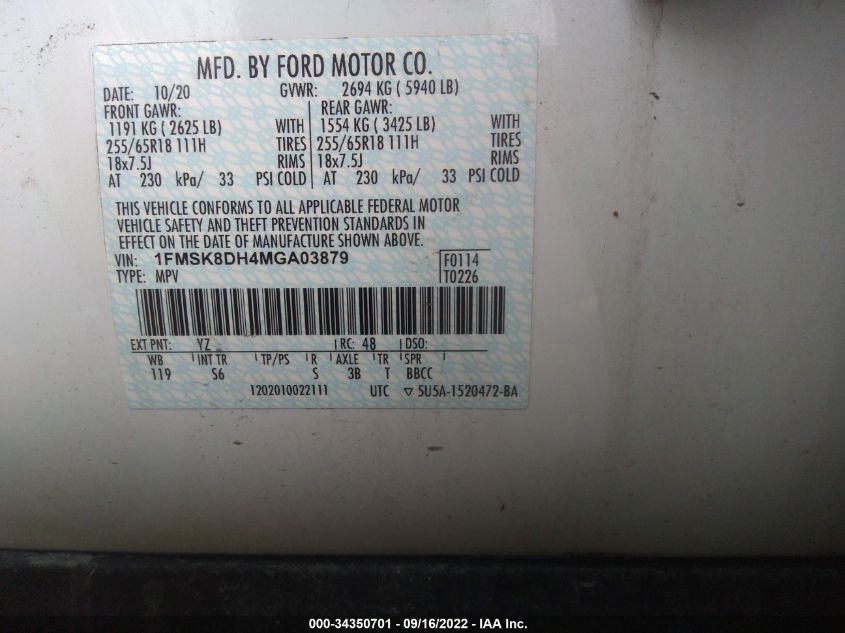 MFD. BY FORD MOTOR CO.
DATE: 10/20 GVWR: 2694 KG ( 5940 LB)
FRONT GAWR: REAR GAWR:
1191 KG ( 2625 LB) WITH 1554 KG ( 3425 LB) WITH
255/65R18 111H TIRES 255/65R18 111H TIRES
18x7.5J RIMS 18x7.5J RIMS
AT 230 kPa/ 33 PSI COLD AT 230 kPa/ 33 PSI COLD
THIS VEHICLE CONFORMS TO ALL APPLICABLE FEDERAL MOTOR
VEHICLE SAFETY AND THEFT PREVENTION STANDARDS IN
EFFECT ON THE DATE OF MANUFACTURE SHOWN ABOVE.
VIN: 1FMSK8DH4MGA03879 F0114
TYPE: MPV T0226
EXT PNT: YZ RC: 48 DSO:
WB INT TR TP/PS R AXLE TR SPR
119 S6 S 3B T BBCC
1202010022111 UTC ▽ 5U5A-1520472-BA
000-34350701 - 09/16/2022 - IAA Inc.